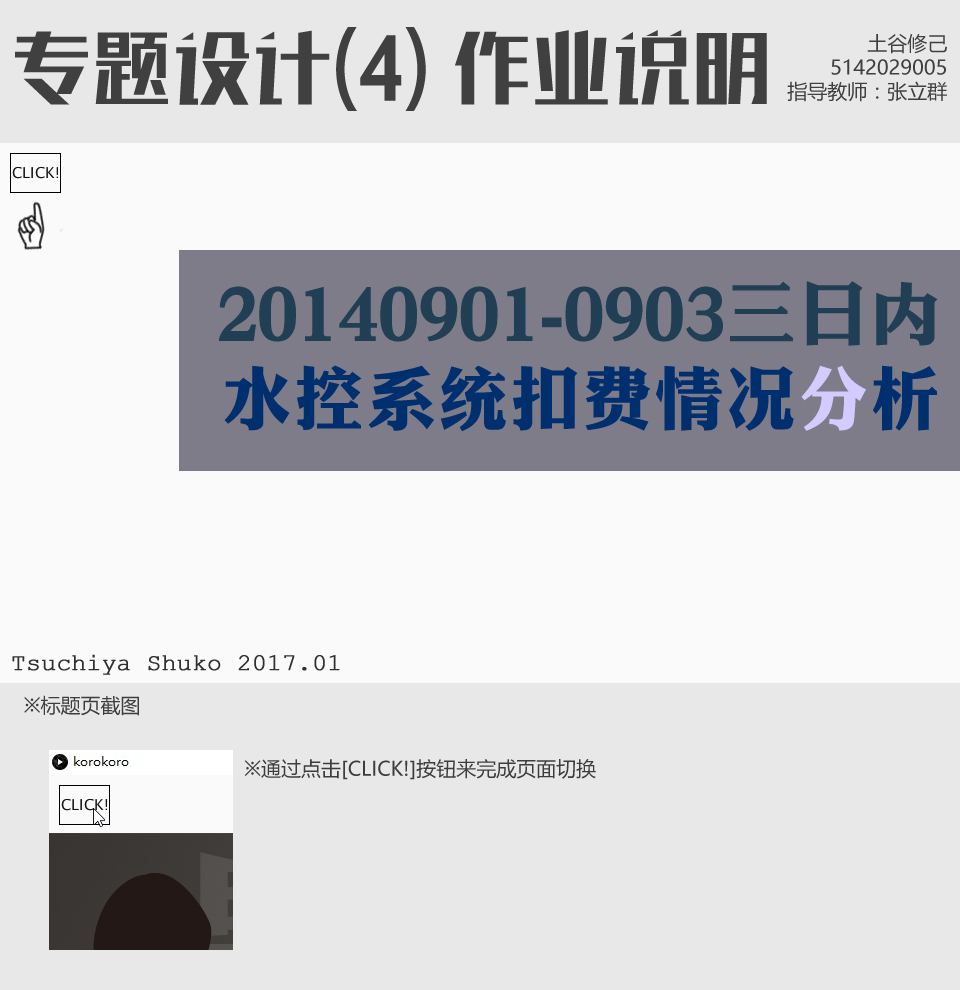 专题设计(4) 作业说明
土谷修己
5142029005
指导教师：张立群
CLICK!
20140901-0903三日内
水控系统扣费情况分析
Tsuchiya Shuko 2017.01
※标题页截图
korokoro
※通过点击[CLICK!]按钮来完成页面切换
CLICK!